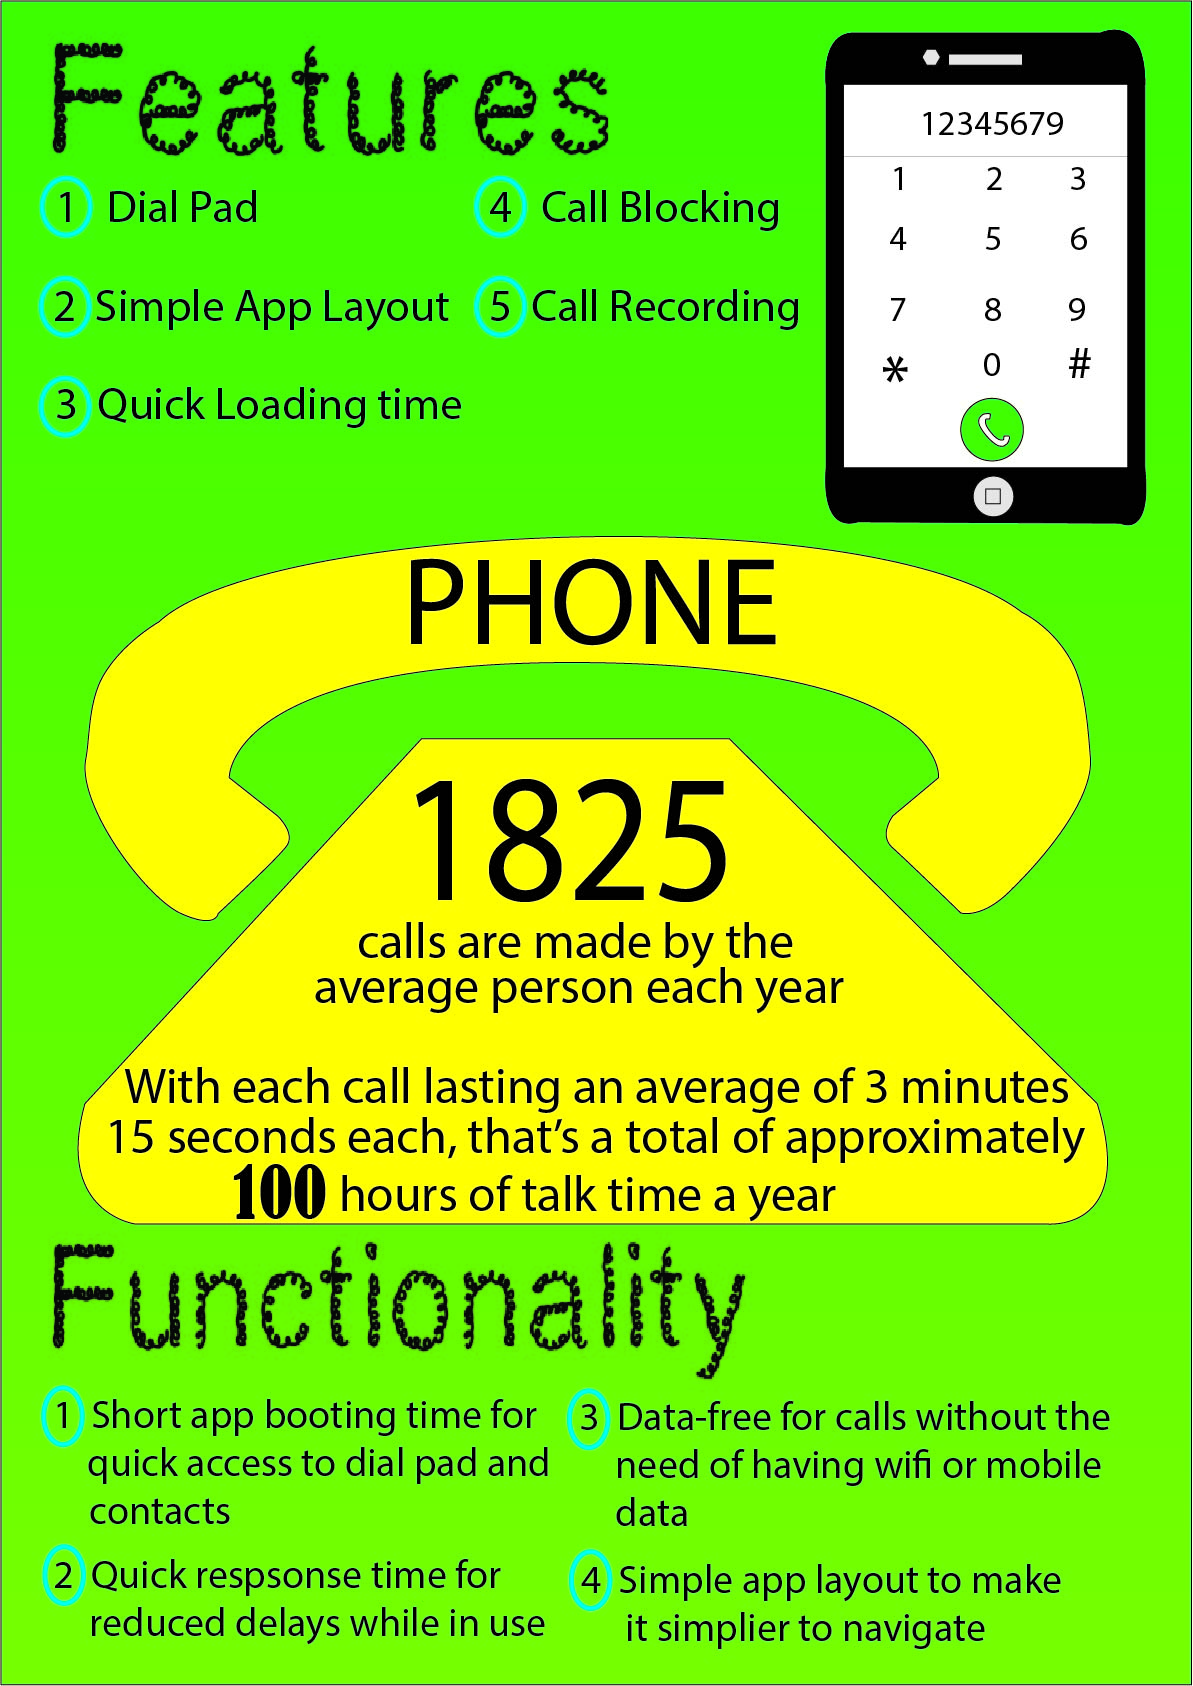 Features
1 Dial Pad
2 Simple App Layout
3 Quick Loading time
4 Call Blocking
5 Call Recording
12345679
1 2 3
4 5 6
7 8 9
* 0 #
PHONE
1825
calls are made by the
average person each year
With each call lasting an average of 3 minutes
15 seconds each, that's a total of approximately
100 hours of talk time a year
Functionality
1 Short app booting time for
quick access to dial pad and
contacts
2 Quick respsonse time for
reduced delays while in use
3 Data-free for calls without the
need of having wifi or mobile
data
4 Simple app layout to make
it simplier to navigate